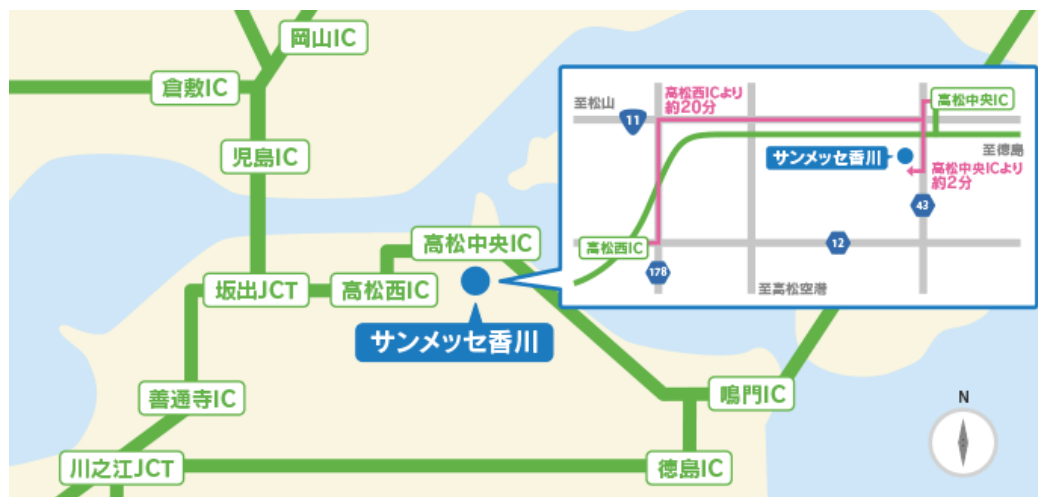 岡山IC
倉敷IC
児島IC
高松中央IC
坂出JCT
高松西IC
サンメッセ香川
善通寺IC
鳴門IC
川之江JCT
徳島IC
高松西ICより
約20分
至松山
11
高松中央IC
至徳島
サンメッセ香川
高松中央ICより
約2分
43
高松西IC
12
178
至高松空港
N